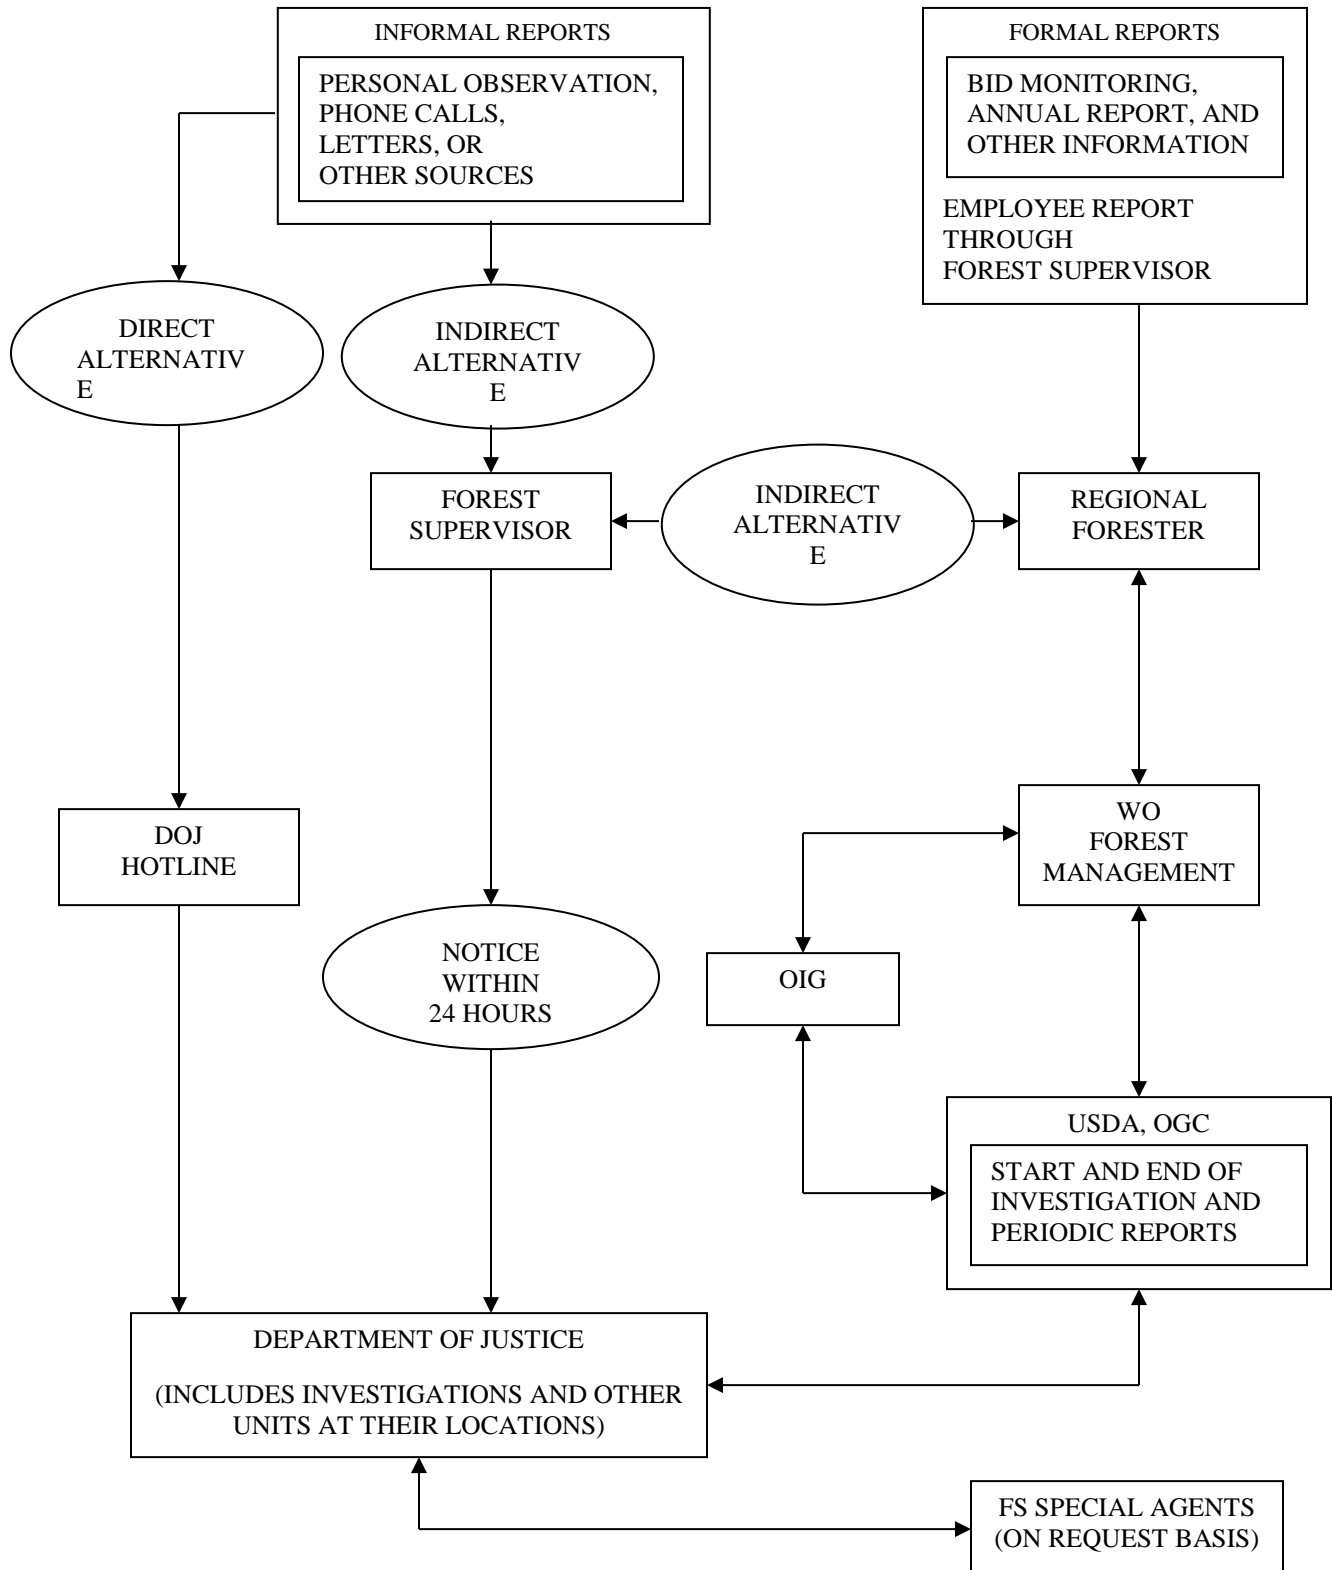 INFORMAL REPORTS
PERSONAL OBSERVATION,
PHONE CALLS,
LETTERS, OR
OTHER SOURCES
FORMAL REPORTS
BID MONITORING,
ANNUAL REPORT, AND
OTHER INFORMATION
EMPLOYEE REPORT
THROUGH
FOREST SUPERVISOR
DIRECT
ALTERNATIV
E
INDIRECT
ALTERNATIV
E
FOREST
SUPERVISOR
INDIRECT
ALTERNATIV
E
REGIONAL
FORESTER
DOJ
HOTLINE
WO
FOREST
MANAGEMENT
NOTICE
WITHIN
24 HOURS
OIG
USDA, OGC
START AND END OF
INVESTIGATION AND
PERIODIC REPORTS
DEPARTMENT OF JUSTICE
(INCLUDES INVESTIGATIONS AND OTHER
UNITS AT THEIR LOCATIONS)
FS SPECIAL AGENTS
(ON REQUEST BASIS)